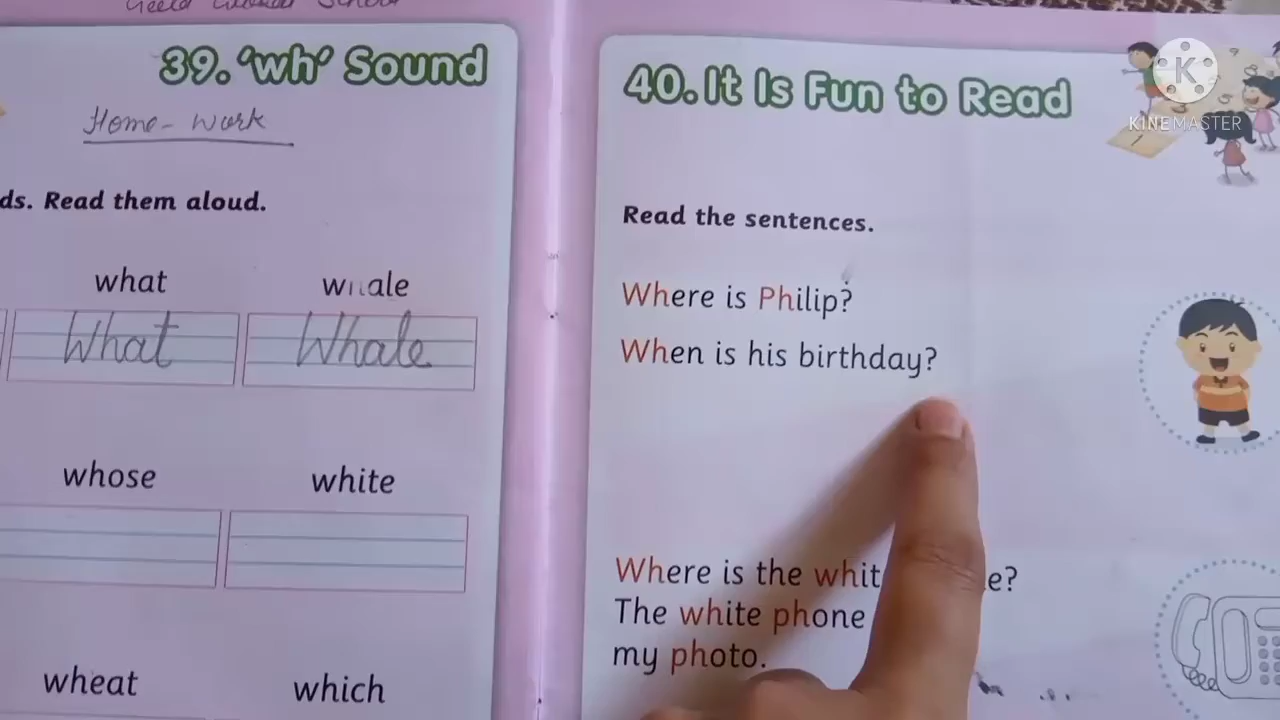 39. 'wh' Sound
Home-Work
ds. Read them aloud.
what whale
What Whale
whose white
wheat which
40. It Is Fun to Read
KINEMASTER
Read the sentences.
Where is Philip?
When is his birthday?
Where is the whit e?
The white phone
my photo.